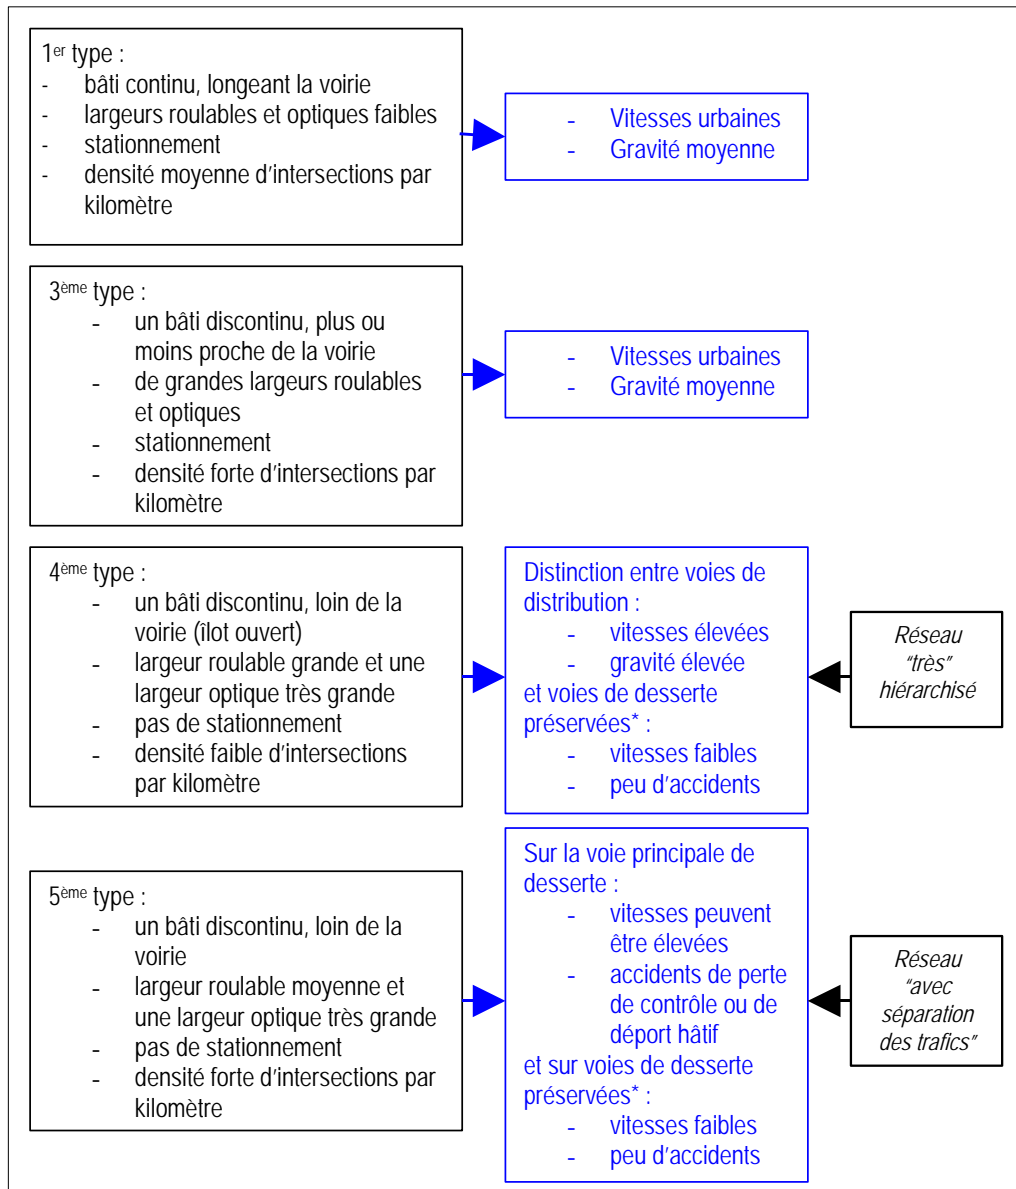 1er type :
- bâti continu, longeant la voirie
- largeurs roulables et optiques faibles
- stationnement
- densité moyenne d'intersections par
kilomètre
- Vitesses urbaines
- Gravité moyenne
3ème type :
- un bâti discontinu, plus ou
moins proche de la voirie
- de grandes largeurs roulables
et optiques
- stationnement
- densité forte d'intersections par
kilomètre
- Vitesses urbaines
- Gravité moyenne
4ème type :
- un bâti discontinu, loin de la
voirie (îlot ouvert)
- largeur roulable grande et une
largeur optique très grande
- pas de stationnement
- densité faible d'intersections
par kilomètre
Distinction entre voies de
distribution :
- vitesses élevées
- gravité élevée
et voies de desserte
préservées* :
- vitesses faibles
- peu d'accidents
Réseau
"très"
hiérarchisé
5ème type :
- un bâti discontinu, loin de la
voirie
- largeur roulable moyenne et
une largeur optique très grande
- pas de stationnement
- densité forte d'intersections par
kilomètre
Sur la voie principale de
desserte :
- vitesses peuvent
être élevées
- accidents de perte
de contrôle ou de
déport hâtif
et sur voies de desserte
préservées* :
- vitesses faibles
- peu d'accidents
Réseau
"avec
séparation
des trafics"